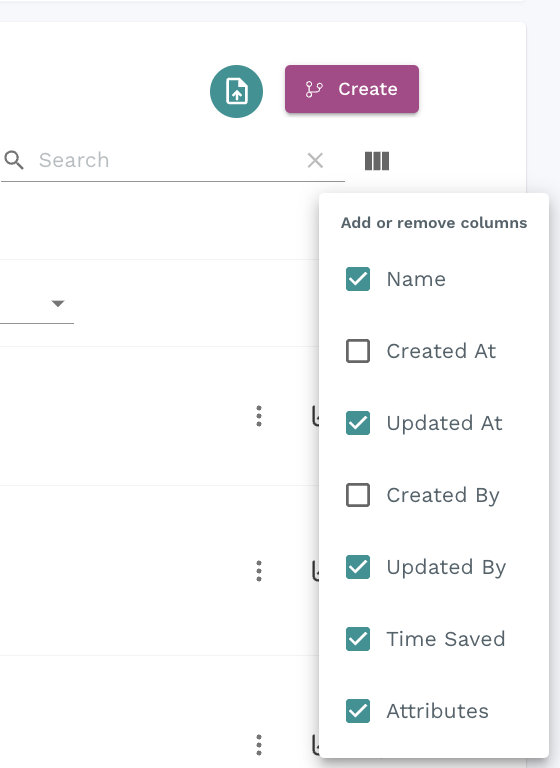 Create
Search
Add or remove columns
Name
Created At
Updated At
Created By
Updated By
Time Saved
Attributes